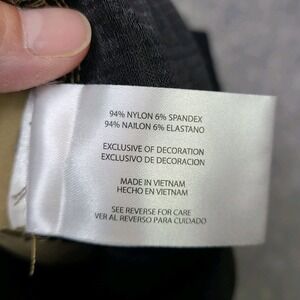 94% NYLON 6% SPANDEX
94% NAILON 6% ELASTANO
EXCLUSIVE OF DECORATION
EXCLUSIVO DE DECORACION
MADE IN VIETNAM
HECHO EN VIETNAM
SEE REVERSE FOR CARE
VER AL REVERSO PARA CUIDADO